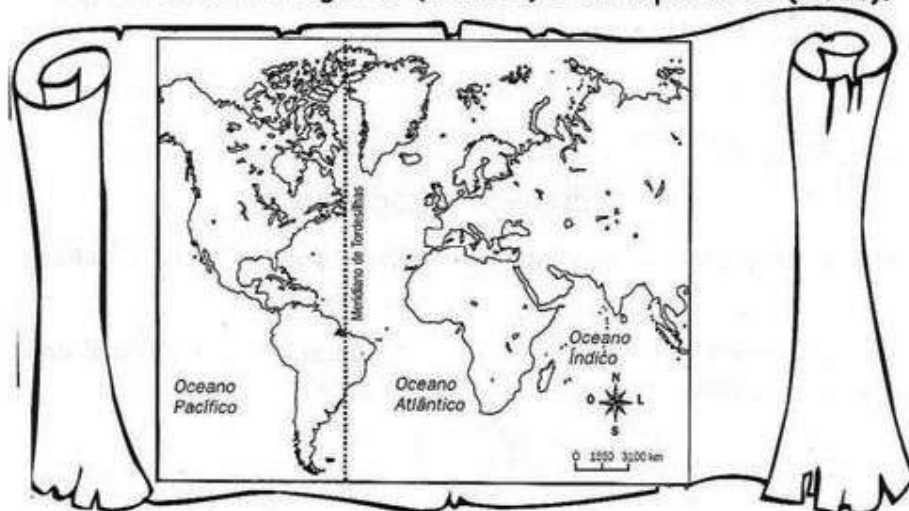 Meridiano de Tordesilhas
Oceano
Pacífico
Oceano
Atlântico
Oceano
Índico
N
O L
S
0 1550 3100 km